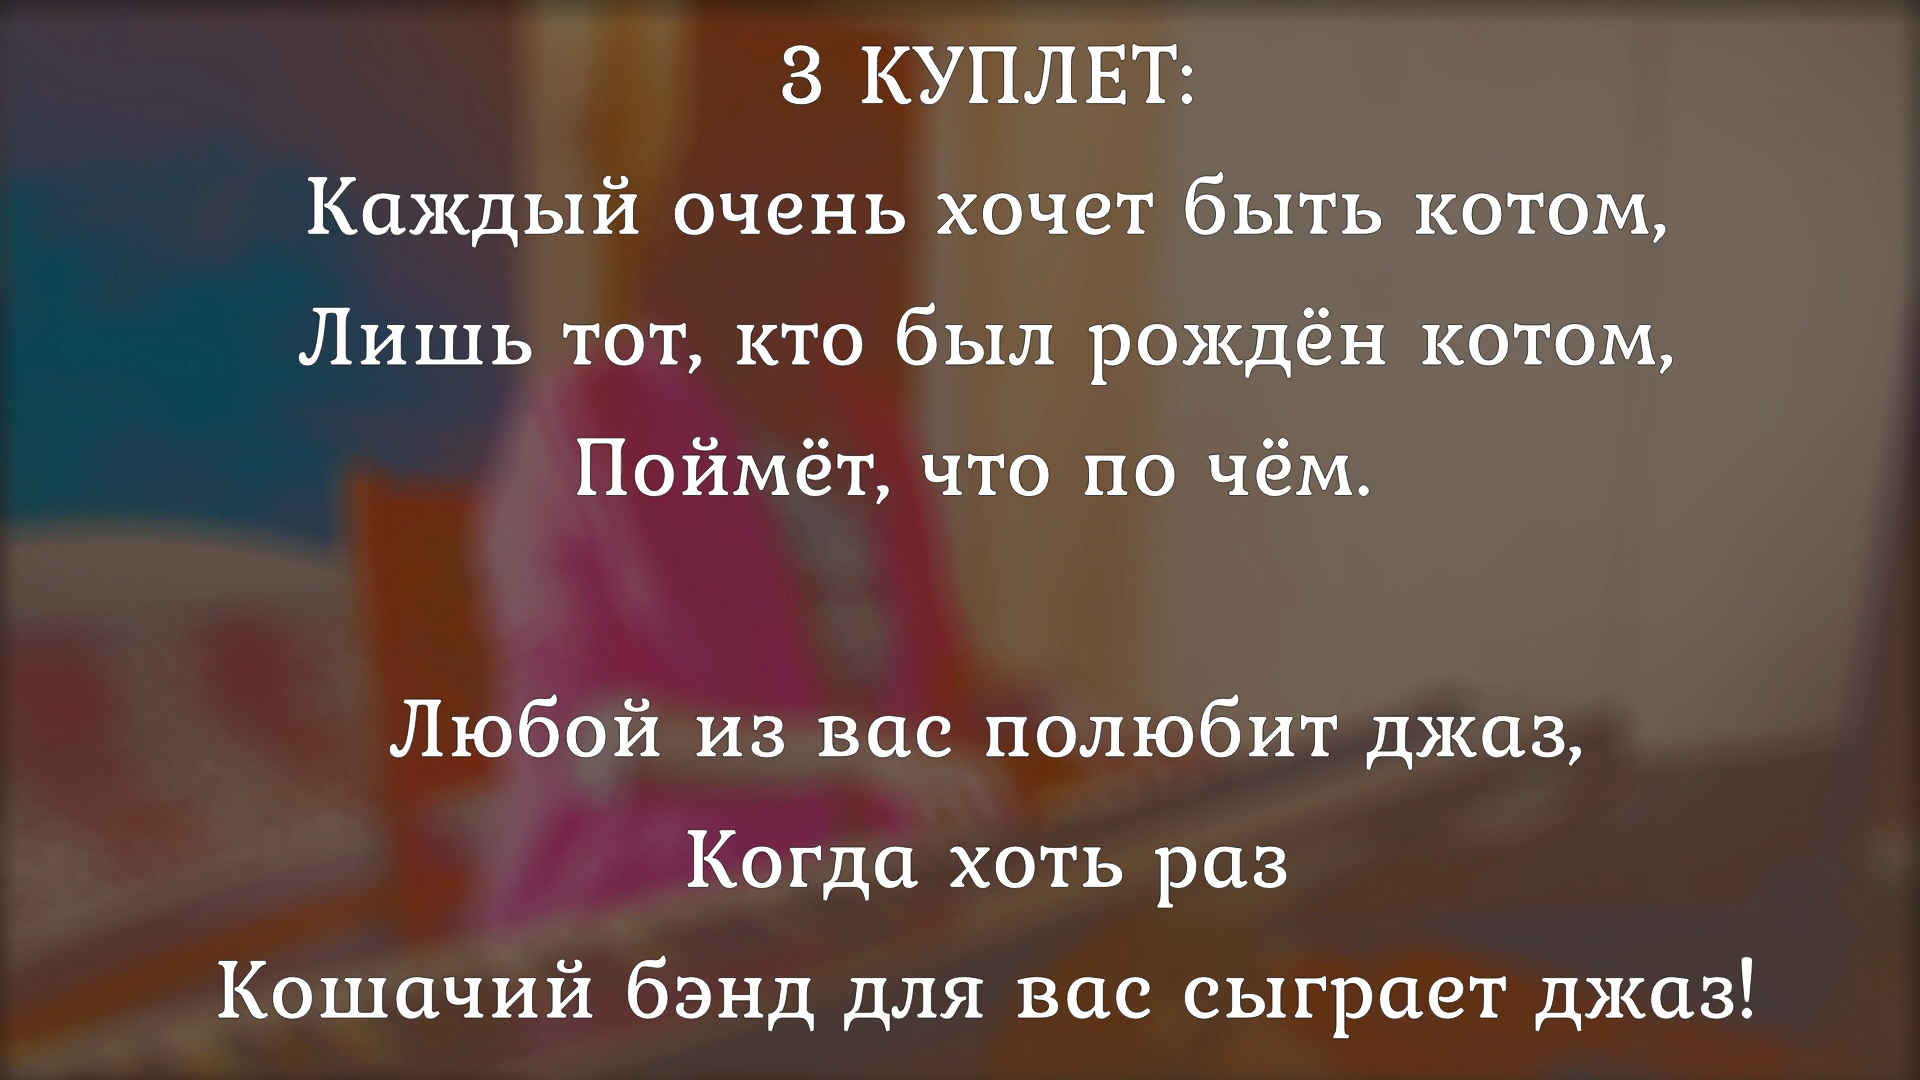 3 КУПЛЕТ:
Каждый очень хочет быть котом,
Лишь тот, кто был рождён котом,
Поймёт, что по чём.
Любой из вас полюбит джаз,
Когда хоть раз
Кошачий бэнд для вас сыграет джаз!